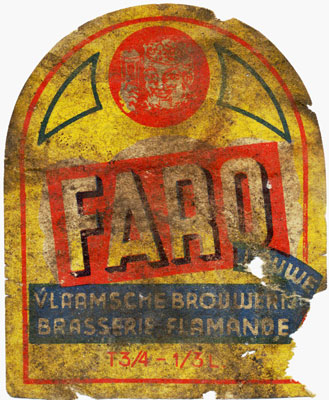 FARO
VLAAMSCHE BROUWERIJ
BRASSERIE FLAMANDE
T 3/4 - 1/3 L